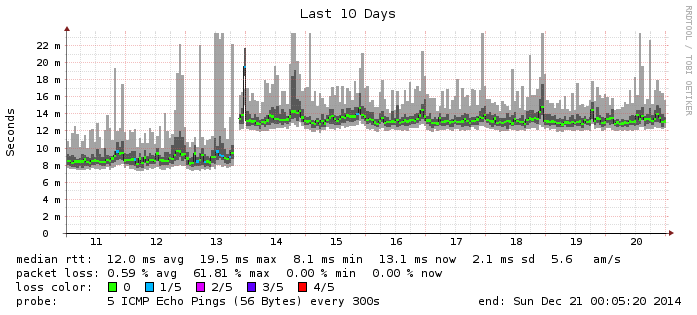 Last 10 Days
RRDTOOL / TOBI OETIKER
Seconds
22 m
20 m
18 m
16 m
14 m
12 m
10 m
8 m
6 m
4 m
2 m
0
11 12 13 14 15 16 17 18 19 20
median rtt: 12.0 ms avg 19.5 ms max 8.1 ms min 13.1 ms now 2.1 ms sd 5.6 am/s
packet loss: 0.59 % avg 61.81 % max 0.00 % min 0.00 % now
loss color: 0 1/5 2/5 3/5 4/5
probe: 5 ICMP Echo Pings (56 Bytes) every 300s end: Sun Dec 21 00:05:20 2014